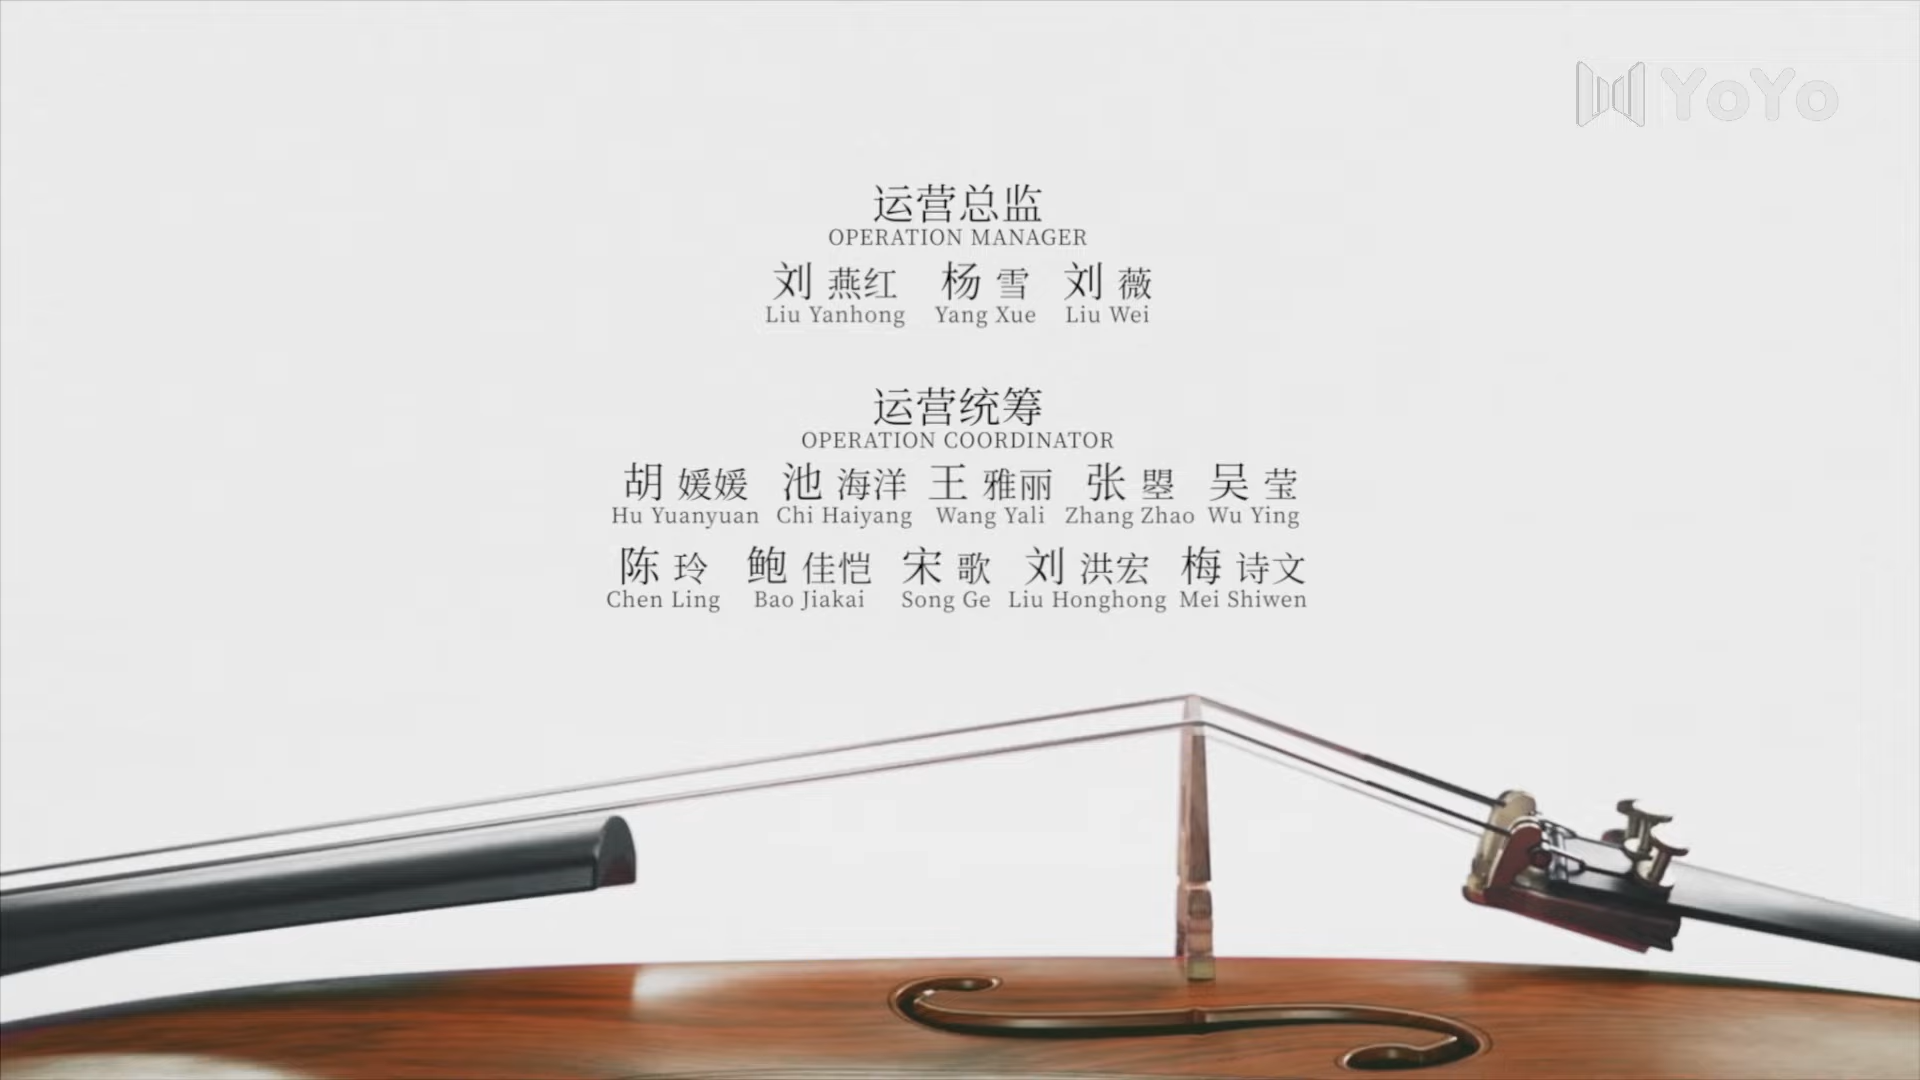 YoYo
运营总监
OPERATION MANAGER
刘 燕红 杨 雪 刘 薇
Liu Yanhong Yang Xue Liu Wei
运营统筹
OPERATION COORDINATOR
胡 媛媛 池 海洋 王 雅丽 张 曌 吴 莹
Hu Yuanyuan Chi Haiyang Wang Yali Zhang Zhao Wu Ying
陈 玲 鲍 佳恺 宋 歌 刘 洪宏 梅 诗文
Chen Ling Bao Jiakai Song Ge Liu Honghong Mei Shiwen